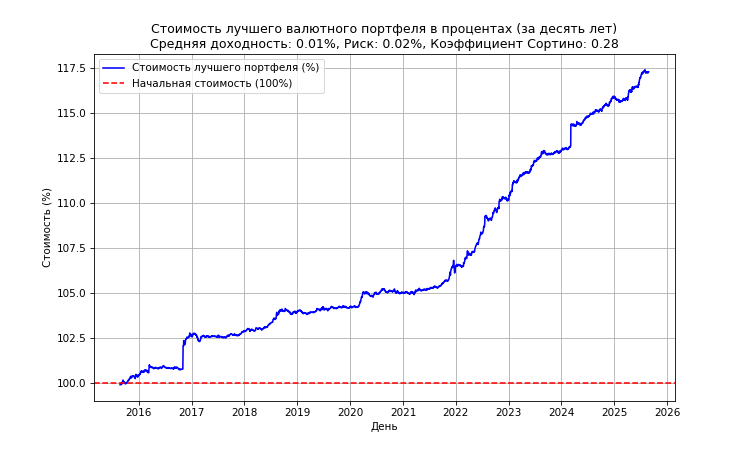 Стоимость лучшего валютного портфеля в процентах (за десять лет)
Средняя доходность: 0.01%, Риск: 0.02%, Коэффициент Сортино: 0.28
Стоимость лучшего портфеля (%)
Начальная стоимость (100%)
Стоимость (%)
117.5
115.0
112.5
110.0
107.5
105.0
102.5
100.0
2016 2017 2018 2019 2020 2021 2022 2023 2024 2025 2026
День